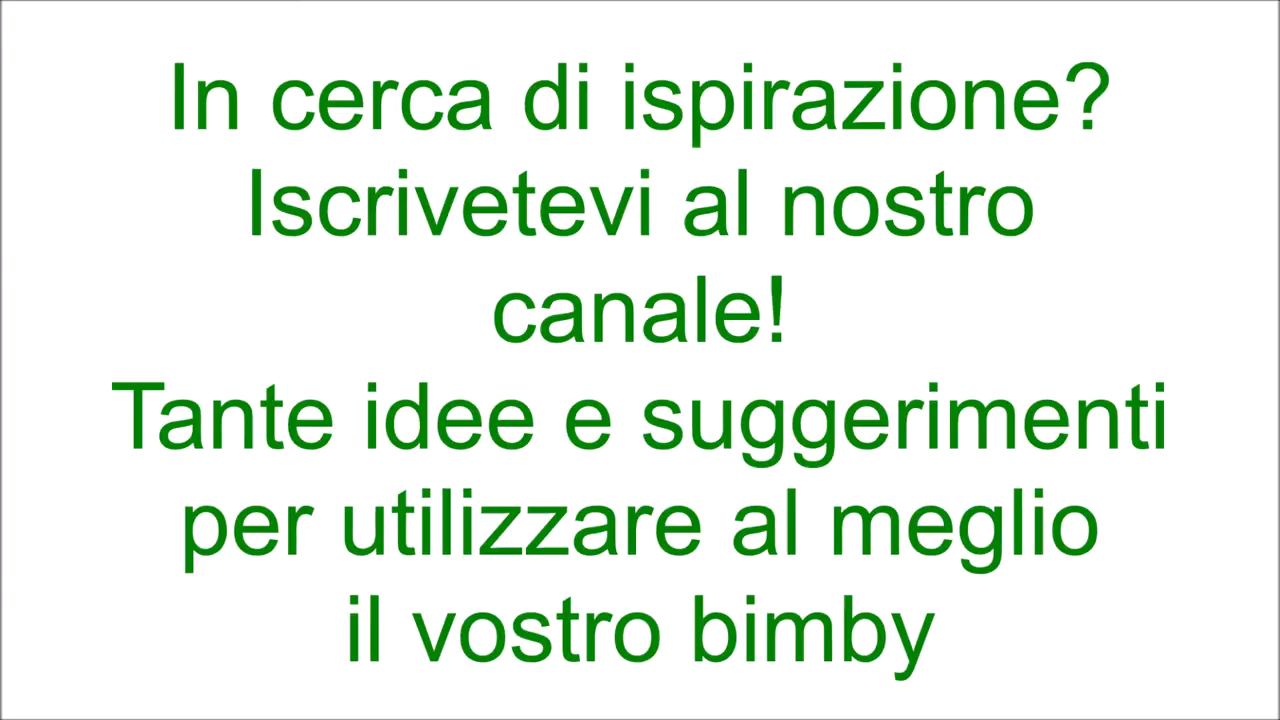 In cerca di ispirazione?
Iscrivetevi al nostro
canale!
Tante idee e suggerimenti
per utilizzare al meglio
il vostro bimby